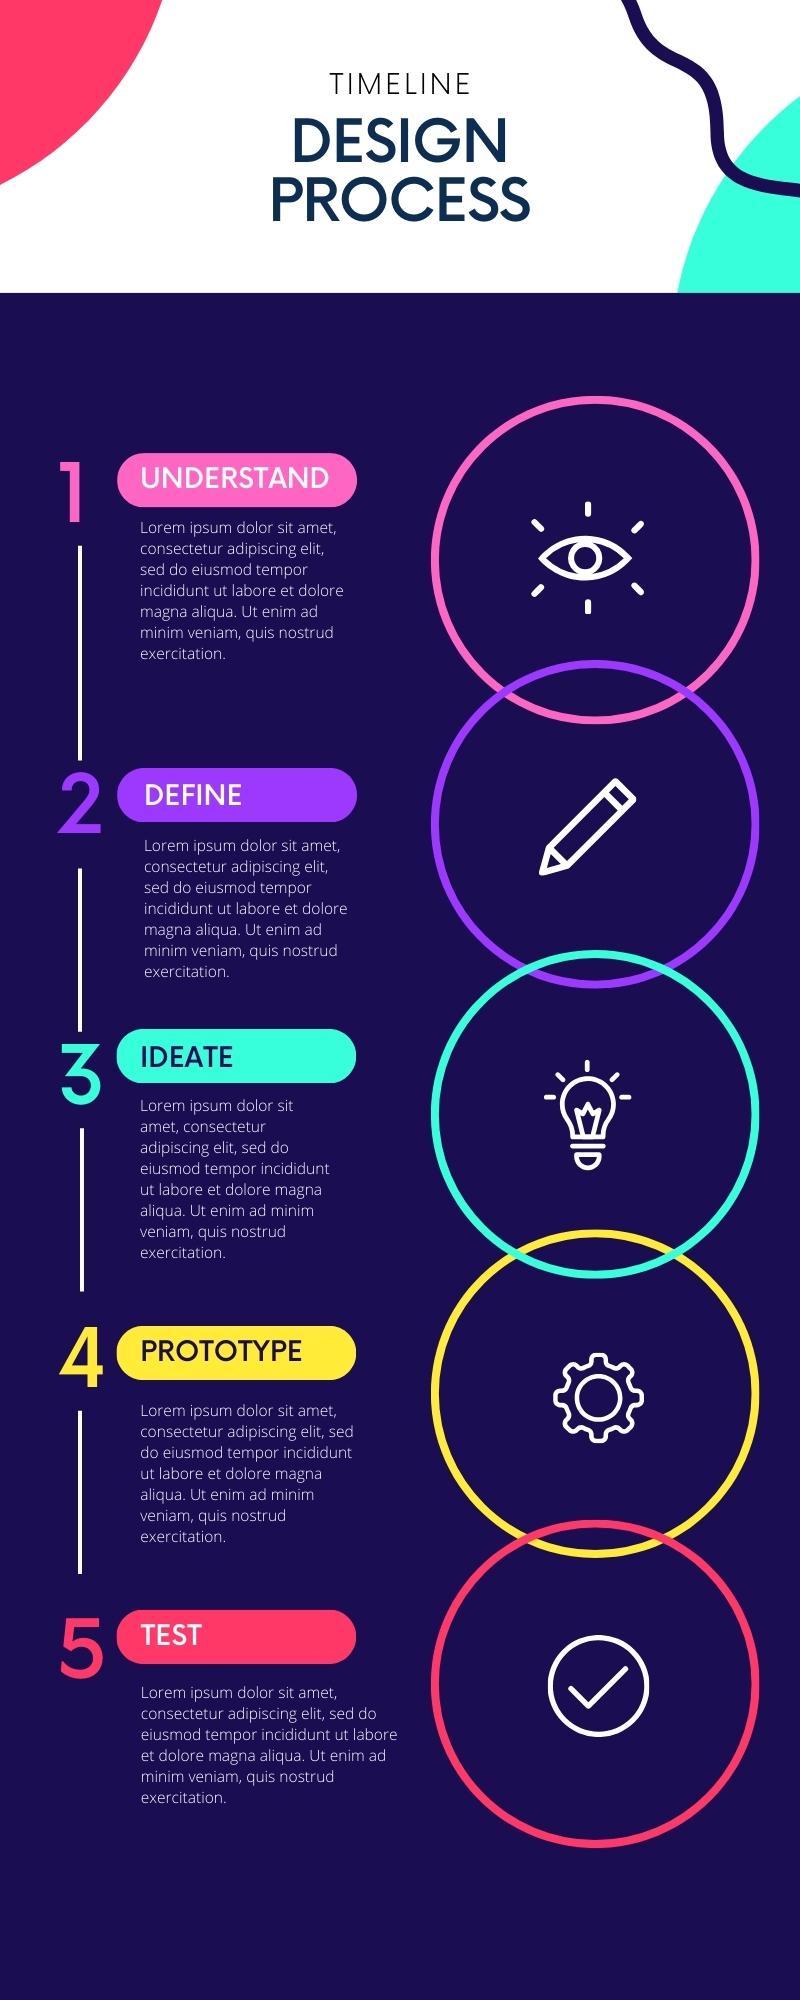 TIMELINE
DESIGN
PROCESS
1
UNDERSTAND
Lorem ipsum dolor sit amet,
consectetur adipiscing elit,
sed do eiusmod tempor
incididunt ut labore et dolore
magna aliqua. Ut enim ad
minim veniam, quis nostrud
exercitation.
2
DEFINE
Lorem ipsum dolor sit amet,
consectetur adipiscing elit,
sed do eiusmod tempor
incididunt ut labore et dolore
magna aliqua. Ut enim ad
minim veniam, quis nostrud
exercitation.
3
IDEATE
Lorem ipsum dolor sit
amet, consectetur
adipiscing elit, sed do
eiusmod tempor incididunt
ut labore et dolore magna
aliqua. Ut enim ad minim
veniam, quis nostrud
exercitation.
4
PROTOTYPE
Lorem ipsum dolor sit amet,
consectetur adipiscing elit, sed
do eiusmod tempor incididunt
ut labore et dolore magna
aliqua. Ut enim ad minim
veniam, quis nostrud
exercitation.
5
TEST
Lorem ipsum dolor sit amet,
consectetur adipiscing elit, sed do
eiusmod tempor incididunt ut labore
et dolore magna aliqua. Ut enim ad
minim veniam, quis nostrud
exercitation.